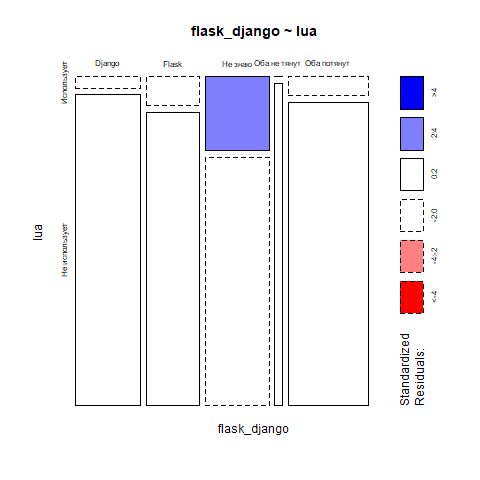 flask_django ~ lua
Django Flask Не знаю Оба не тянут Оба потянут
Использует
Не использует
lua
flask_django
>4
2:4
0:2
-2:0
-4:-2
<-4
Standardized
Residuals: